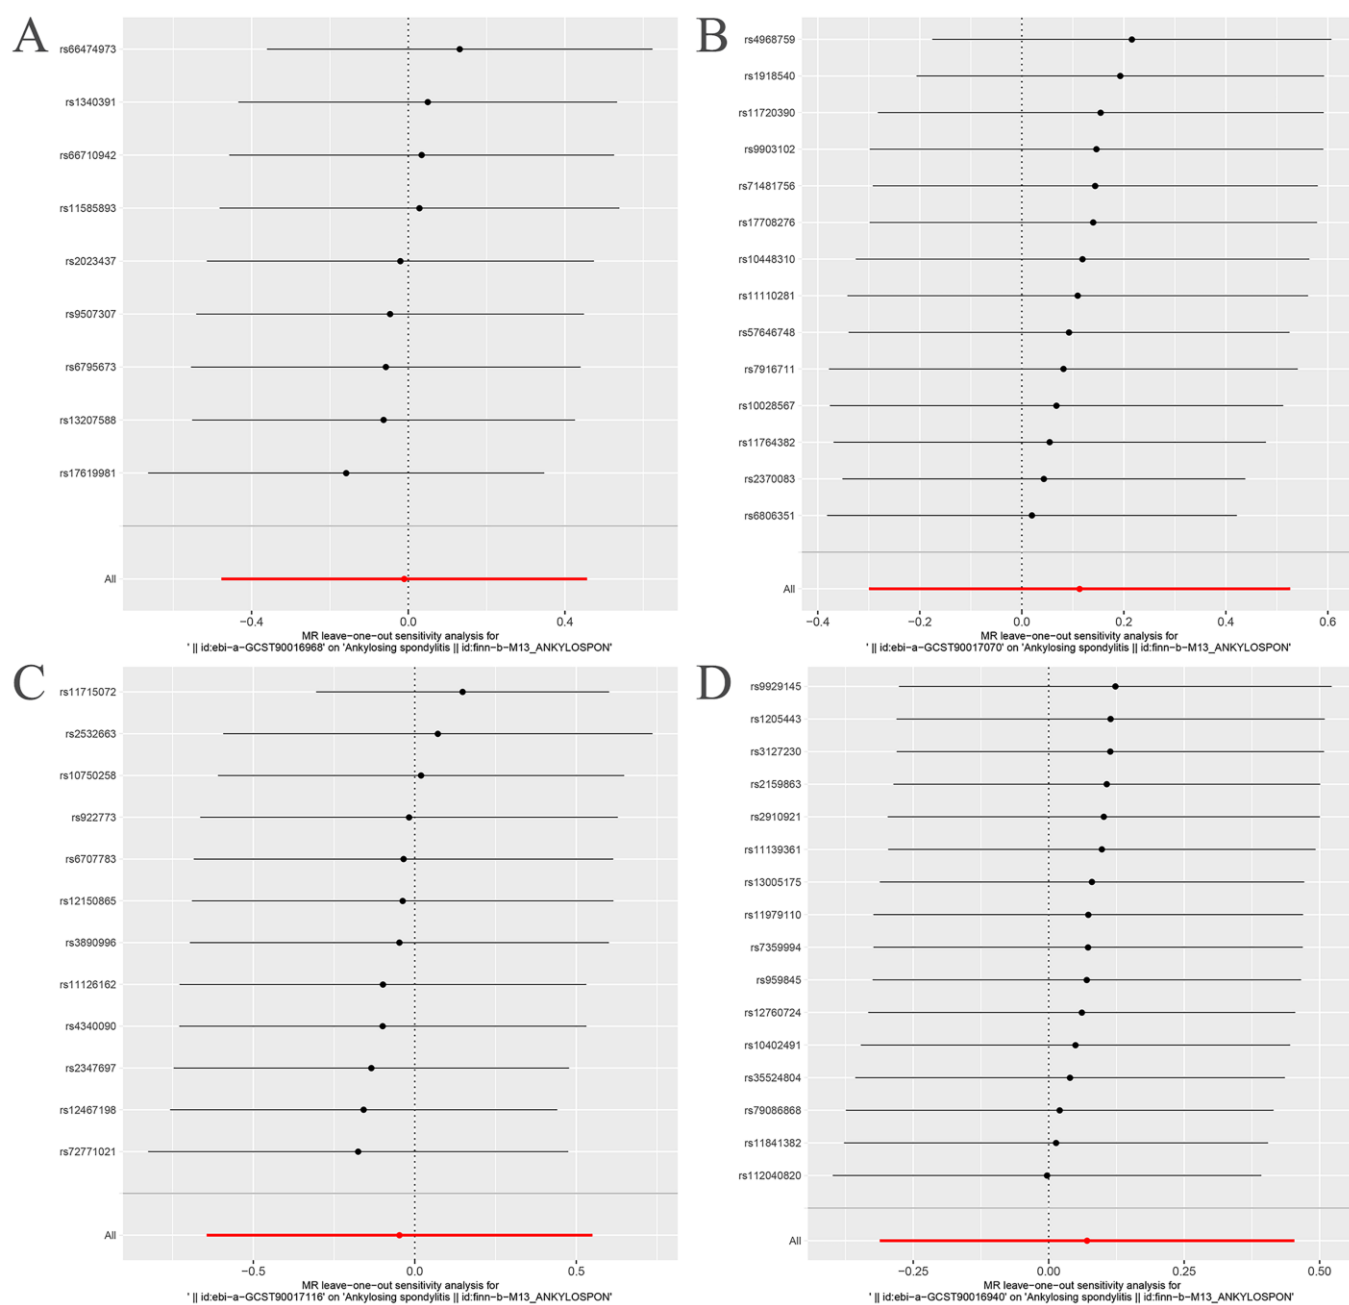 A
rs66474973
rs1340391
rs66710942
rs11585893
rs2023437
rs9507307
rs6795673
rs13207588
rs17619981
All
−0.4 0.0 0.4
MR leave−one−out sensitivity analysis for
' || id:ebi−a−GCST90016968' on 'Ankylosing spondylitis || id:finn−b−M13_ANKYLOSPON'
B
rs4968759
rs1918540
rs11720390
rs9903102
rs71481756
rs17708276
rs10448310
rs11110281
rs57646748
rs7916711
rs10028567
rs11764382
rs2370083
rs6806351
All
−0.4 −0.2 0.0 0.2 0.4 0.6
MR leave−one−out sensitivity analysis for
' || id:ebi−a−GCST90017070' on 'Ankylosing spondylitis || id:finn−b−M13_ANKYLOSPON'
C
rs11715072
rs2532663
rs10750258
rs922773
rs6707783
rs12150865
rs3890996
rs11126162
rs4340090
rs2347697
rs12467198
rs72771021
All
−0.5 0.0 0.5
MR leave−one−out sensitivity analysis for
' || id:ebi−a−GCST90017116' on 'Ankylosing spondylitis || id:finn−b−M13_ANKYLOSPON'
D
rs9929145
rs1205443
rs3127230
rs2159863
rs2910921
rs11139361
rs13005175
rs11979110
rs7359994
rs959845
rs12760724
rs10402491
rs35524804
rs79086868
rs11841382
rs112040820
All
−0.25 0.00 0.25 0.50
MR leave−one−out sensitivity analysis for
' || id:ebi−a−GCST90016940' on 'Ankylosing spondylitis || id:finn−b−M13_ANKYLOSPON'